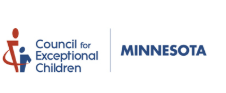 Council for
Exceptional
Children
MINNESOTA